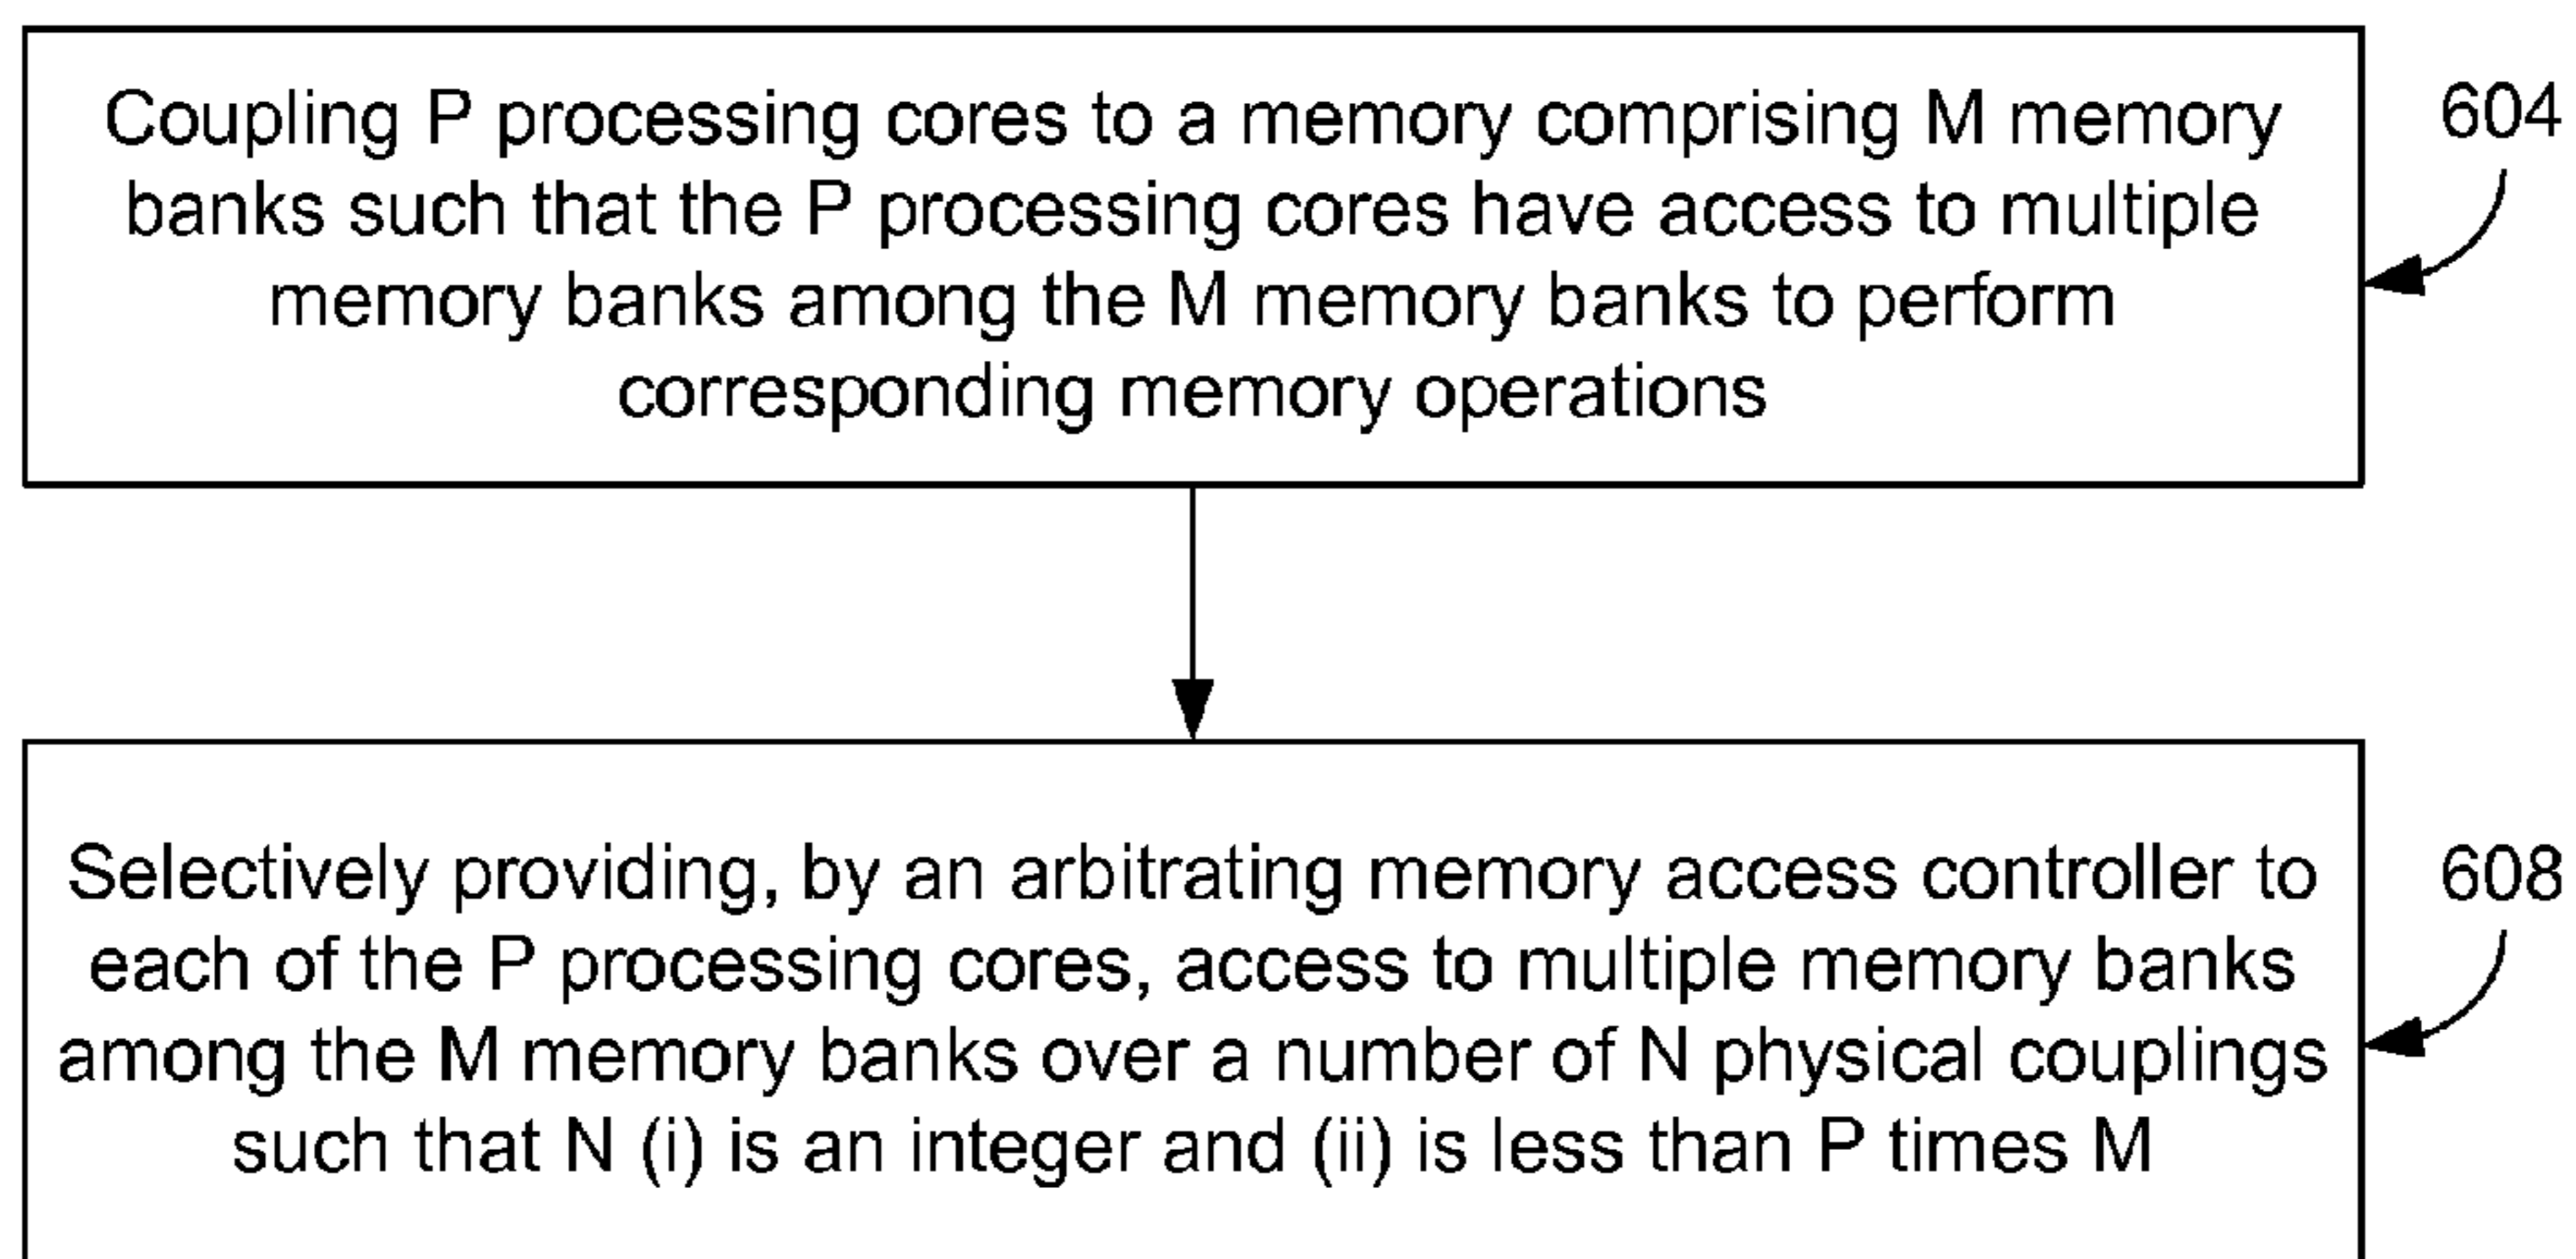 Coupling P processing cores to a memory comprising M memory
banks such that the P processing cores have access to multiple
memory banks among the M memory banks to perform
corresponding memory operations
604
Selectively providing, by an arbitrating memory access controller to
each of the P processing cores, access to multiple memory banks
among the M memory banks over a number of N physical couplings
such that N (i) is an integer and (ii) is less than P times M
608